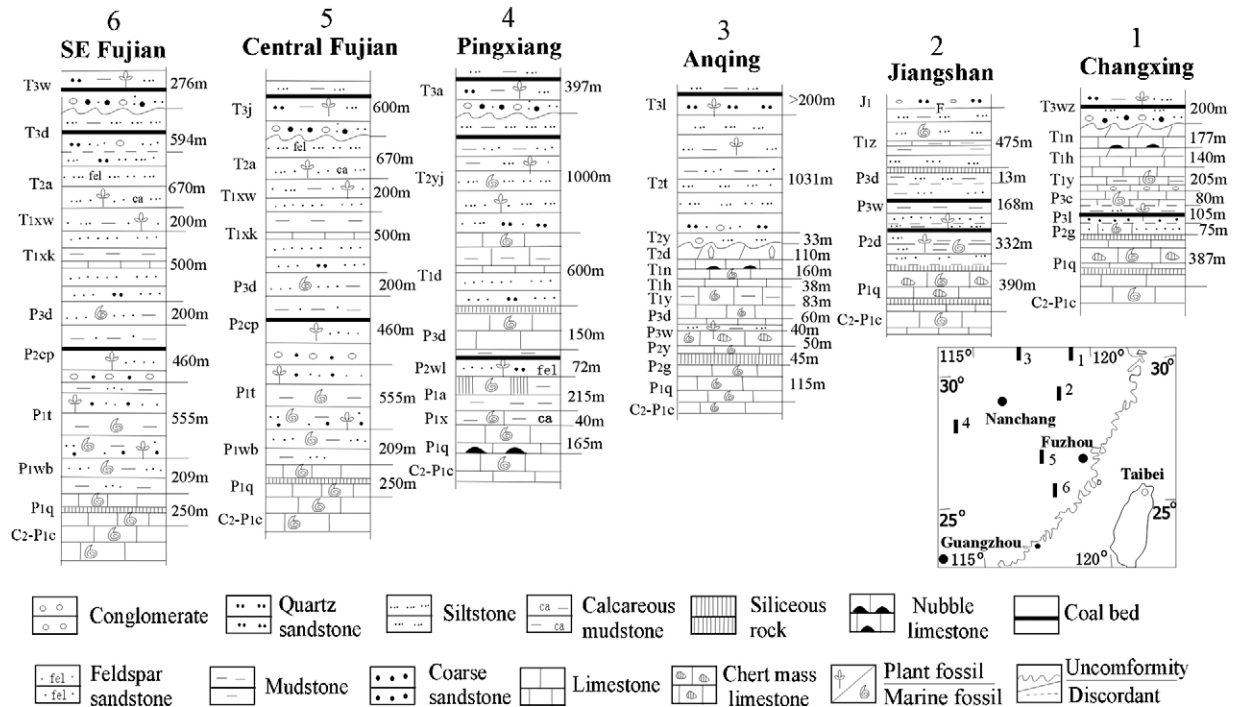 6
SE Fujian
T3w
276m
T3d
594m
fel
T2a
670m
ca
T1xw
200m
T1xk
500m
P3d
200m
P2cp
460m
P1t
555m
P1wb
209m
P1q
250m
C2-P1c
5
Central Fujian
T3j
600m
fel
T2a
670m
ca
T1xw
200m
T1xk
500m
P3d
200m
P2cp
460m
P1t
555m
P1wb
209m
P1q
250m
C2-P1c
4
Pingxiang
T3a
397m
T2yj
1000m
T1d
600m
P3d
150m
P2wl
fel
72m
P1a
215m
P1x
ca
40m
P1q
165m
C2-P1c
3
Anqing
T3l
>200m
T2t
1031m
T2y
33m
T2d
110m
T1n
160m
T1h
38m
T1y
83m
P3d
60m
P3w
40m
50m
P2y
45m
P2g
P1q
115m
C2-P1c
2
Jiangshan
J1
F
T1z
475m
P3d
13m
P3w
168m
P2d
332m
P1q
390m
C2-P1c
1
Changxing
T3wz
200m
T1n
177m
T1h
140m
T1y
205m
P3c
80m
P3l
105m
P2g
75m
P1q
387m
C2-P1c
115° 3 1 120°
30° 30°
2
Nanchang
4
Fuzhou
5
Taibei
6
25° 25°
Guangzhou
115° 120°
Conglomerate
Quartz
sandstone
Siltstone
ca
ca
Calcareous
mudstone
Siliceous
rock
Nubble
limestone
Coal bed
fel
fel
Feldspar
sandstone
Mudstone
Coarse
sandstone
Limestone
Chert mass
limestone
Plant fossil
Marine fossil
Uncomformity
Discordant